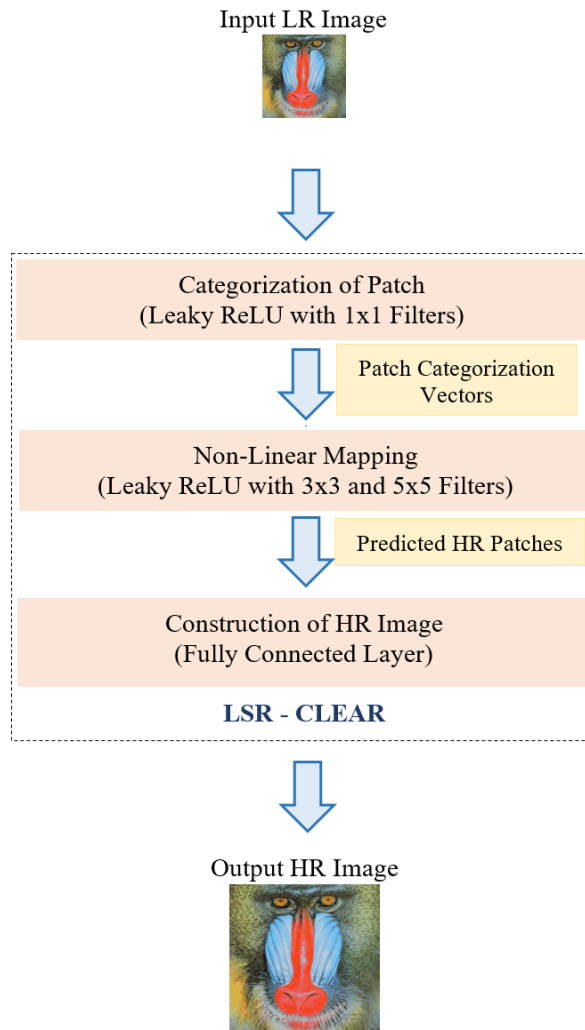 Input LR Image
Categorization of Patch
(Leaky ReLU with 1x1 Filters)
Patch Categorization
Vectors
Non-Linear Mapping
(Leaky ReLU with 3x3 and 5x5 Filters)
Predicted HR Patches
Construction of HR Image
(Fully Connected Layer)
LSR - CLEAR
Output HR Image